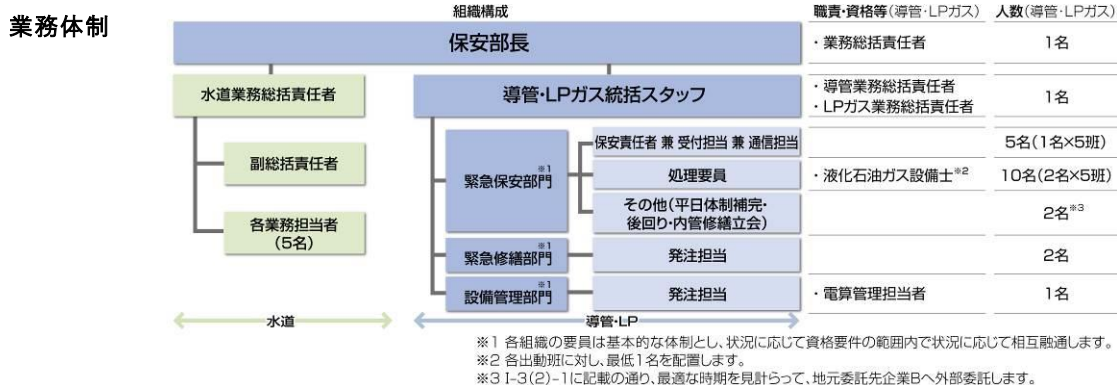 業務体制
組織構成
職責・資格等(導管・LPガス)
人数(導管・LPガス)
保安部長
・業務総括責任者
1名
水道業務総括責任者
導管・LPガス統括スタッフ
・導管業務総括責任者
・LPガス業務総括責任者
1名
副総括責任者
各業務担当者
(5名)
緊急保安部門※1
保安責任者 兼 受付担当 兼 通信担当
5名(1名×5班)
処理要員
・液化石油ガス設備士※2
10名(2名×5班)
その他(平日体制補完・
後回り・内管修繕立会)
2名※3
緊急修繕部門※1
発注担当
2名
設備管理部門※1
発注担当
・電算管理担当者
1名
水道
導管・LP
※1 各組織の要員は基本的な体制とし、状況に応じて資格要件の範囲内で状況に応じて相互融通します。
※2 各出動班に対し、最低1名を配置します。
※3 I-3(2)-1に記載の通り、最適な時期を見計らって、地元委託先企業Bへ外部委託します。